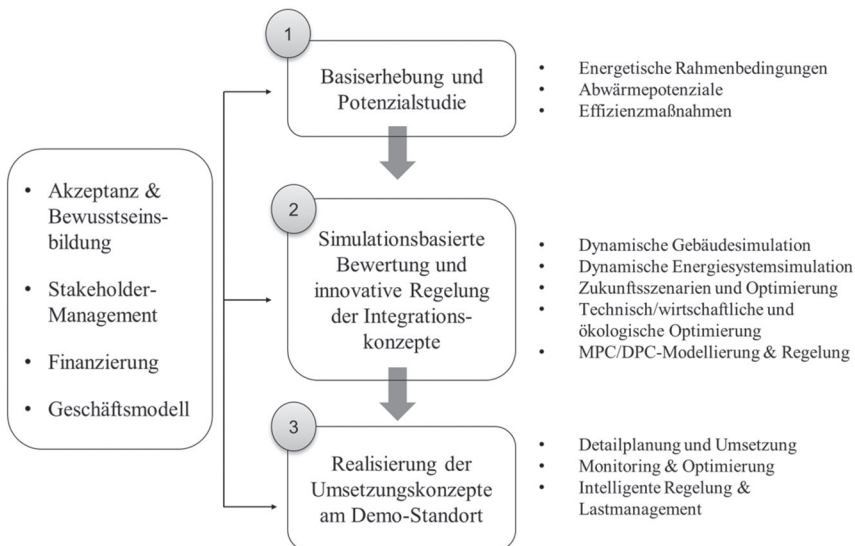 Akzeptanz &
Bewusstseins-
bildung
Stakeholder-
Management
Finanzierung
Geschäftsmodell
1
Basiserhebung und
Potenzialstudie
Energetische Rahmenbedingungen
Abwärmepotenziale
Effizienzmaßnahmen
2
Simulationsbasierte
Bewertung und
innovative Regelung
der Integrations-
konzepte
Dynamische Gebäudesimulation
Dynamische Energiesystemsimulation
Zukunftsszenarien und Optimierung
Technisch/wirtschaftliche und
ökologische Optimierung
MPC/DPC-Modellierung & Regelung
3
Realisierung der
Umsetzungskonzepte
am Demo-Standort
Detailplanung und Umsetzung
Monitoring & Optimierung
Intelligente Regelung &
Lastmanagement